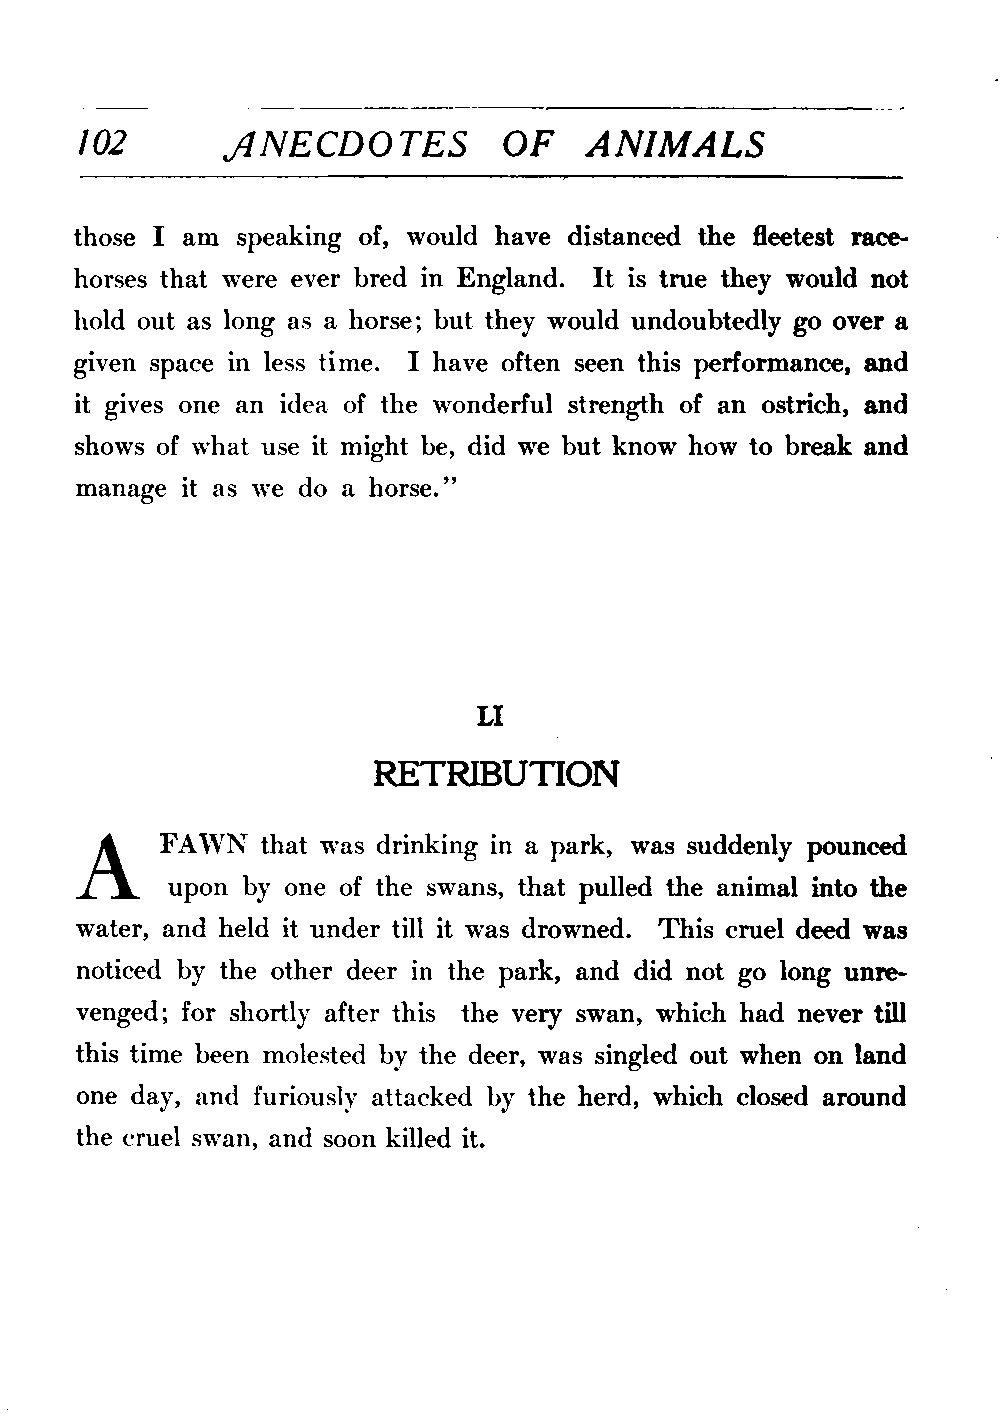 102 ANECDOTES OF ANIMALS
those I am speaking of, would have distanced the fleetest race-
horses that were ever bred in England. It is true they would not
hold out as long as a horse; but they would undoubtedly go over a
given space in less time. I have often seen this performance, and
it gives one an idea of the wonderful strength of an ostrich, and
shows of what use it might be, did we but know how to break and
manage it as we do a horse.”
LI
RETRIBUTION
A FAWN that was drinking in a park, was suddenly pounced
upon by one of the swans, that pulled the animal into the
water, and held it under till it was drowned. This cruel deed was
noticed by the other deer in the park, and did not go long unre-
venged; for shortly after this the very swan, which had never till
this time been molested by the deer, was singled out when on land
one day, and furiously attacked by the herd, which closed around
the cruel swan, and soon killed it.